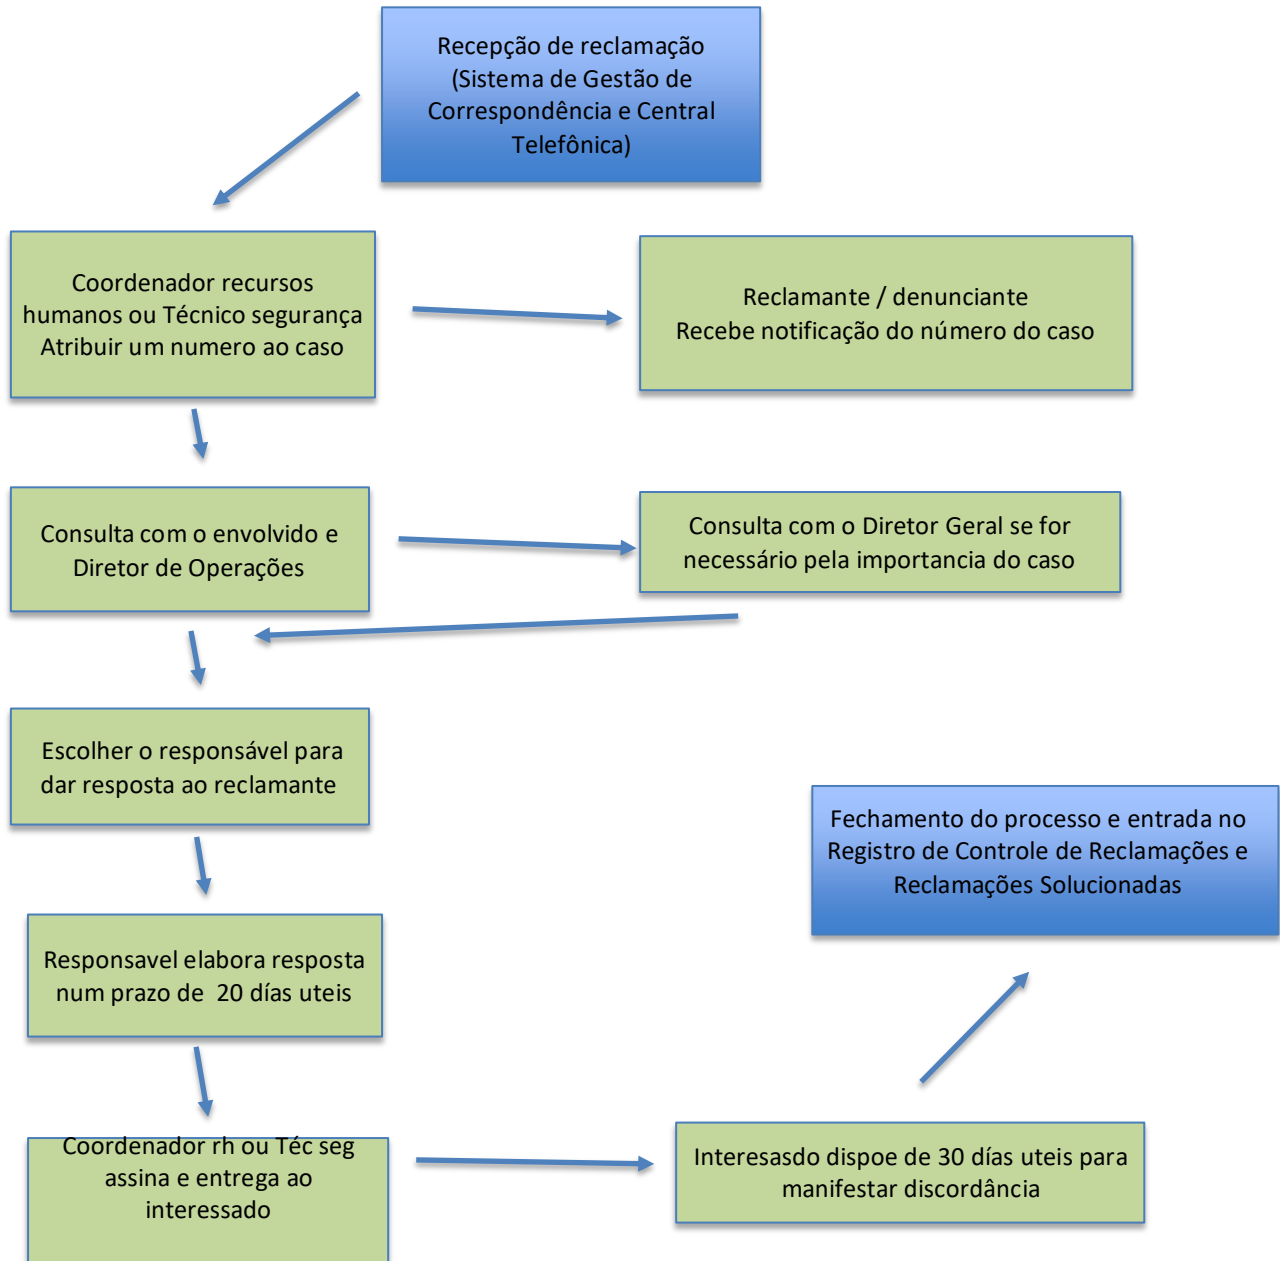 Recepção de reclamação
(Sistema de Gestão de
Correspondência e Central
Telefônica)
Coordenador recursos
humanos ou Técnico segurança
Atribuir um numero ao caso
Reclamante / denunciante
Recebe notificação do número do caso
Consulta com o envolvido e
Diretor de Operações
Consulta com o Diretor Geral se for
necessário pela importancia do caso
Escolher o responsável para
dar resposta ao reclamante
Fechamento do processo e entrada no
Registro de Controle de Reclamações e
Reclamações Solucionadas
Responsavel elabora resposta
num prazo de 20 días uteis
Coordenador rh ou Téc seg
assina e entrega ao
interessado
Interesasdo dispoe de 30 días uteis para
manifestar discordância